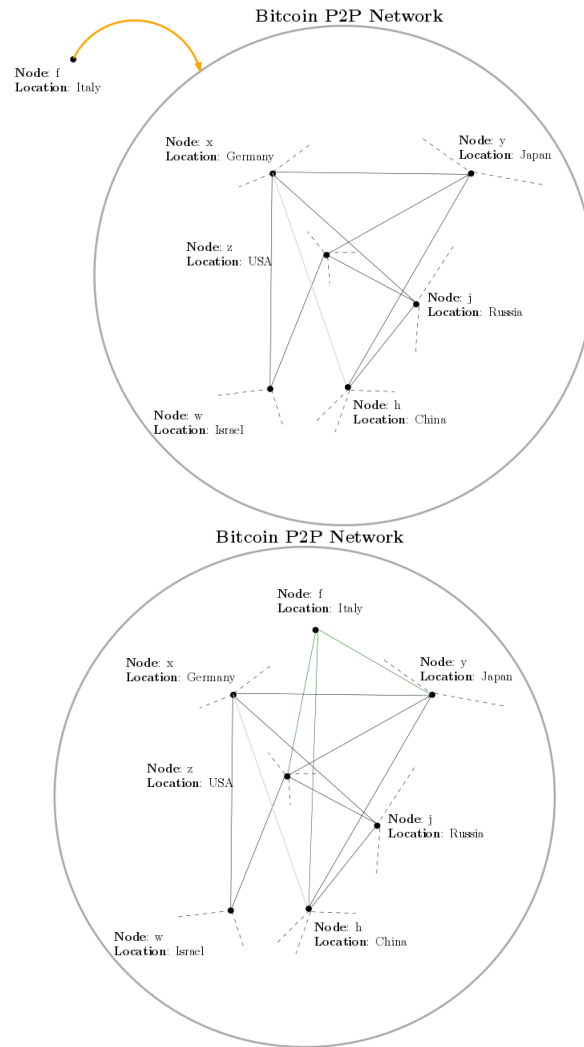 Bitcoin P2P Network
Node: f
Location: Italy
Node: x
Location: Germany
Node: y
Location: Japan
Node: z
Location: USA
Node: j
Location: Russia
Node: w
Location: Israel
Node: h
Location: China
Bitcoin P2P Network
Node: f
Location: Italy
Node: x
Location: Germany
Node: y
Location: Japan
Node: z
Location: USA
Node: j
Location: Russia
Node: w
Location: Israel
Node: h
Location: China